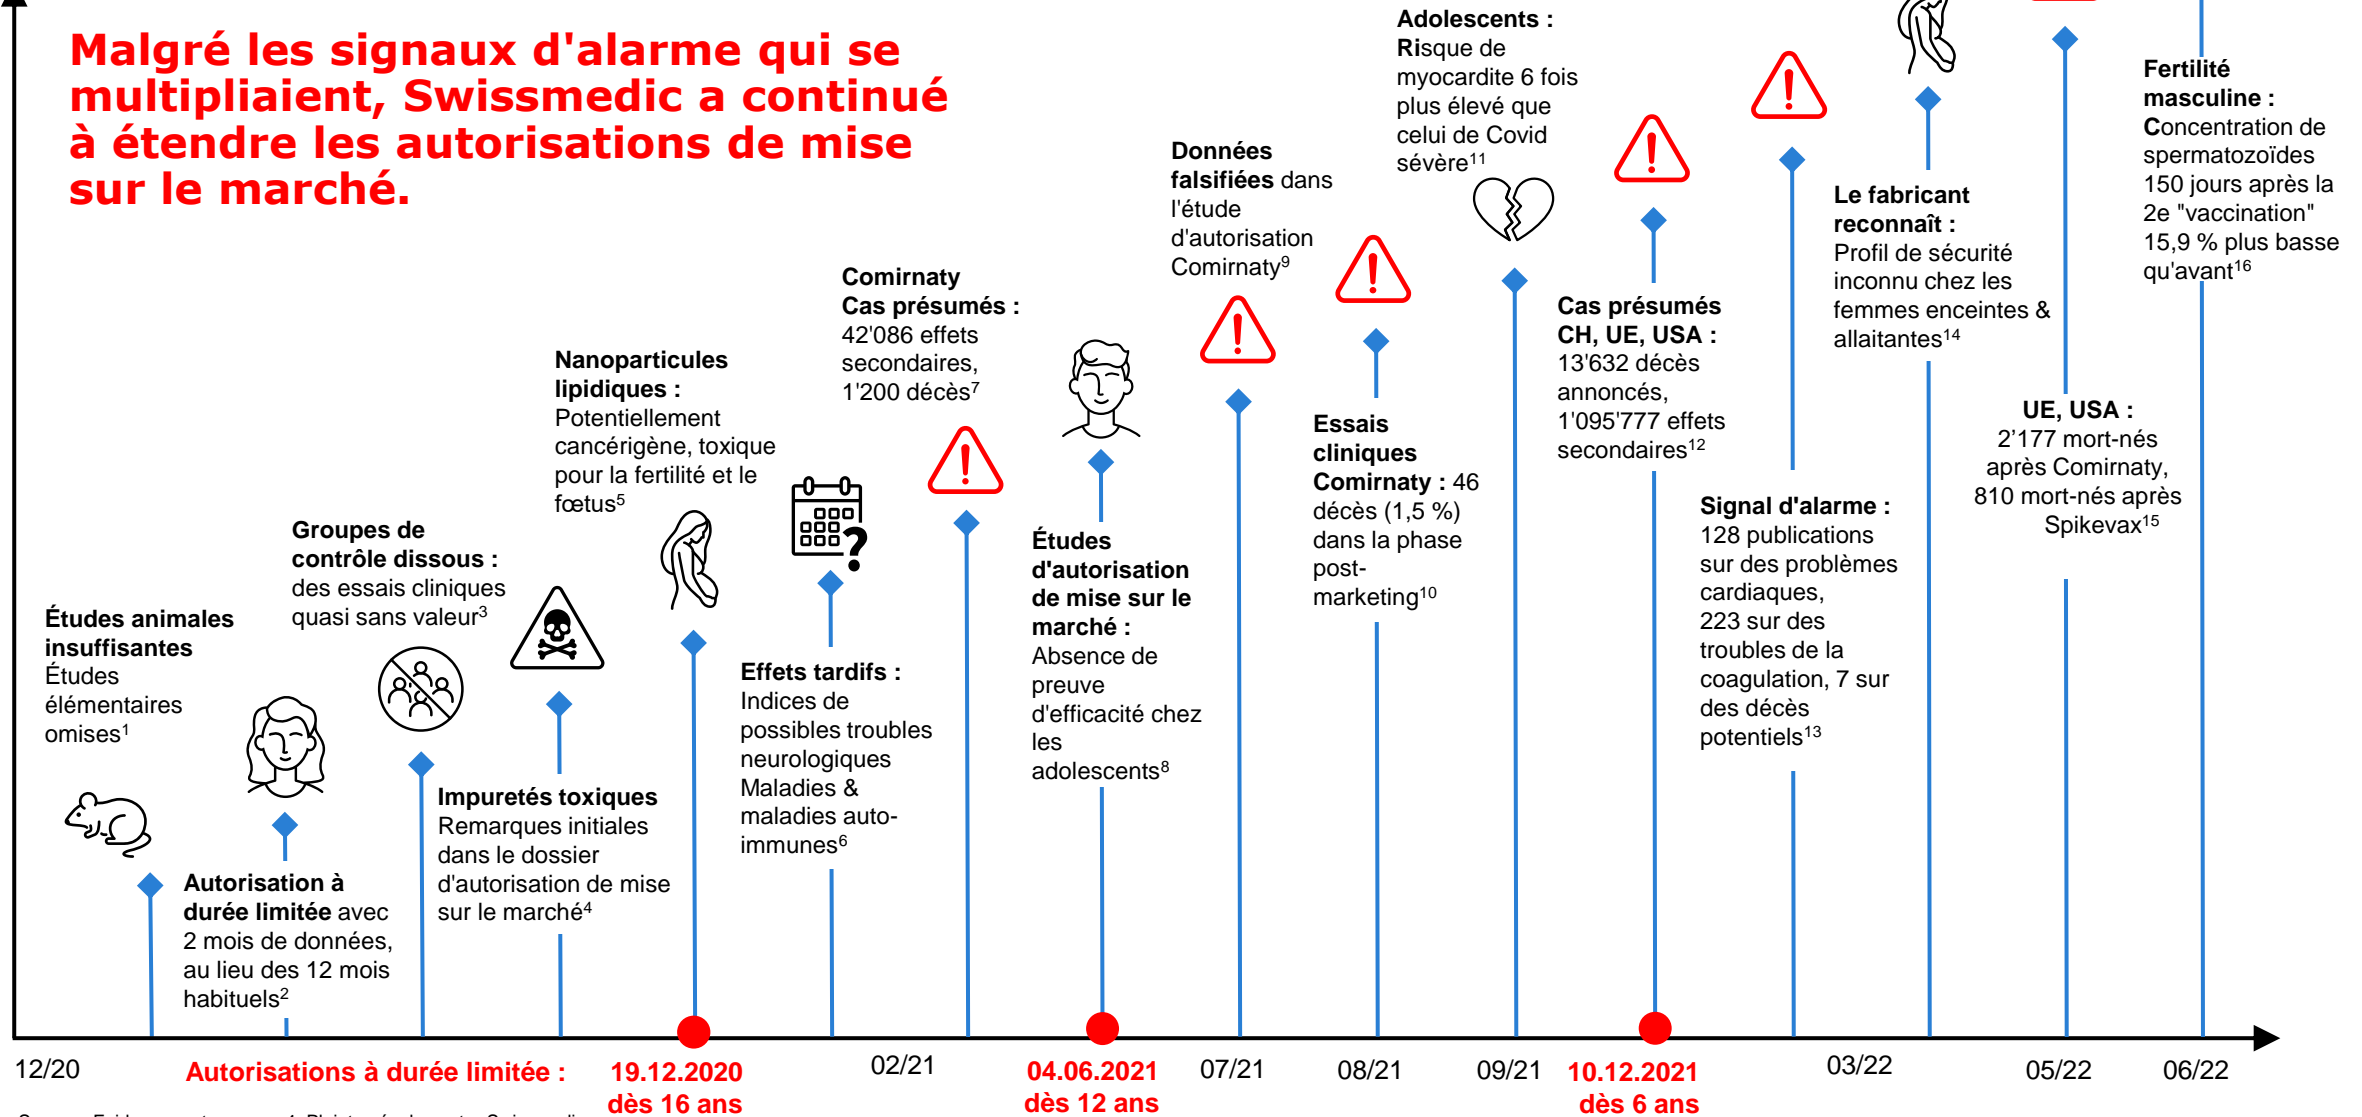 Malgré les signaux d'alarme qui se
multipliaient, Swissmedic a continué
à étendre les autorisations de mise
sur le marché.
Études animales
insuffisantes
Études
élémentaires
omises1
Autorisation à
durée limitée avec
2 mois de données,
au lieu des 12 mois
habituels2
Groupes de
contrôle dissous :
des essais cliniques
quasi sans valeur3
Impuretés toxiques
Remarques initiales
dans le dossier
d'autorisation de mise
sur le marché4
Nanoparticules
lipidiques :
Potentiellement
cancérigène, toxique
pour la fertilité et le
fœtus5
Effets tardifs :
Indices de
possibles troubles
neurologiques
Maladies &
maladies auto-
immunes6
Comirnaty
Cas présumés :
42'086 effets
secondaires,
1'200 décès7
Études
d'autorisation
de mise sur le
marché :
Absence de
preuve
d'efficacité chez
les
adolescents8
Données
falsifiées dans
l'étude
d'autorisation
Comirnaty9
Essais
cliniques
Comirnaty : 46
décès (1,5 %)
dans la phase
post-
marketing10
Adolescents :
Risque de
myocardite 6 fois
plus élevé que
celui de Covid
sévère11
Cas présumés
CH, UE, USA :
13'632 décès
annoncés,
1'095'777 effets
secondaires12
Signal d'alarme :
128 publications
sur des problèmes
cardiaques,
223 sur des
troubles de la
coagulation, 7 sur
des décès
potentiels13
Le fabricant
reconnaît :
Profil de sécurité
inconnu chez les
femmes enceintes &
allaitantes14
UE, USA :
2’177 mort-nés
après Comirnaty,
810 mort-nés après
Spikevax15
Fertilité
masculine :
Concentration de
spermatozoïdes
150 jours après la
2e "vaccination"
15,9 % plus basse
qu'avant16
12/20
Autorisations à durée limitée :
19.12.2020
dès 16 ans
02/21
04.06.2021
dès 12 ans
07/21
08/21
09/21
10.12.2021
dès 6 ans
03/22
05/22
06/22